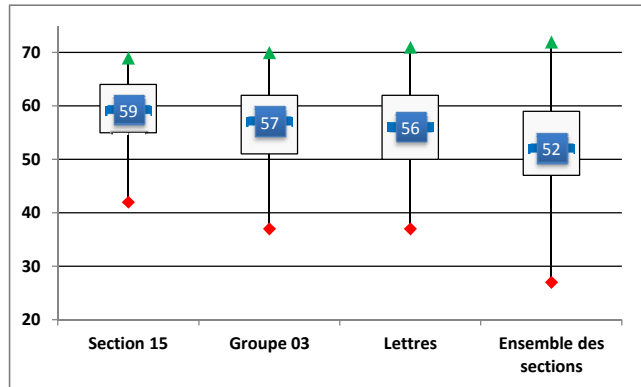 70
60
50
40
30
20
59
57
56
52
Section 15
Groupe 03
Lettres
Ensemble des
sections